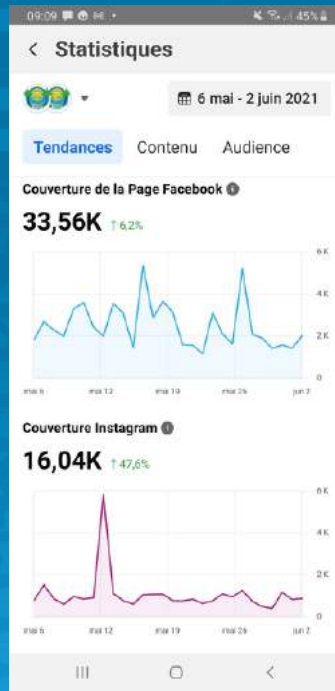 09:09
45%
Statistiques
6 mai - 2 juin 2021
Tendances Contenu Audience
Couverture de la Page Facebook
33,56K ↑ 6,2%
6K
4K
2K
0
mai 6 mai 12 mai 19 mai 26 jun 2
Couverture Instagram
16,04K ↑ 47,6%
6K
4K
2K
0
mai 6 mai 12 mai 19 mai 26 jun 2